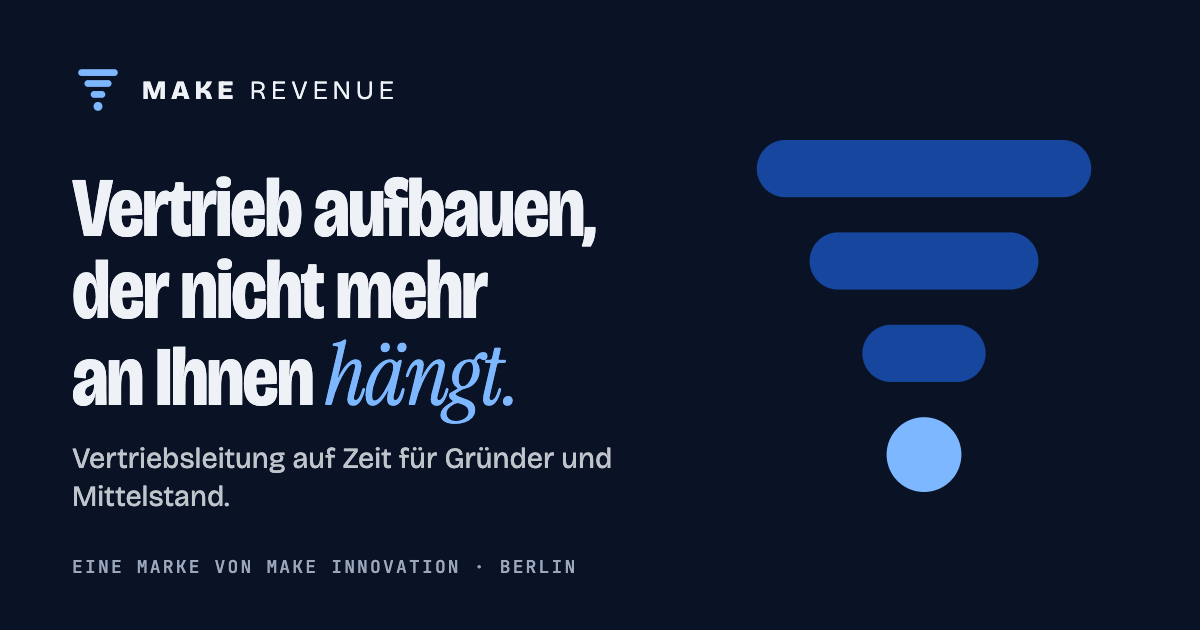 MAKE REVENUE
Vertrieb aufbauen,
der nicht mehr
an Ihnen hängt.
Vertriebsleitung auf Zeit für Gründer und
Mittelstand.
EINE MARKE VON MAKE INNOVATION · BERLIN